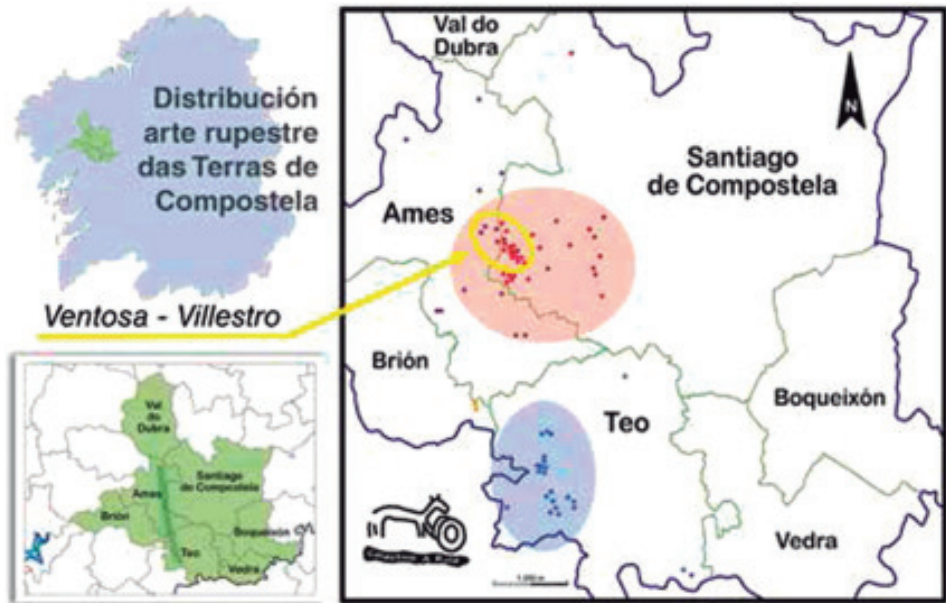 Distribución
arte rupestre
das Terras de
Compostela
Ventosa - Villestro
Val
do
Dubra
Santiago
de Compostela
Ames
Brión
Boqueixón
Teo
Vedra
Val do
Dubra
N
Santiago
de Compostela
Ames
Brión
Teo
Boqueixón
Vedra